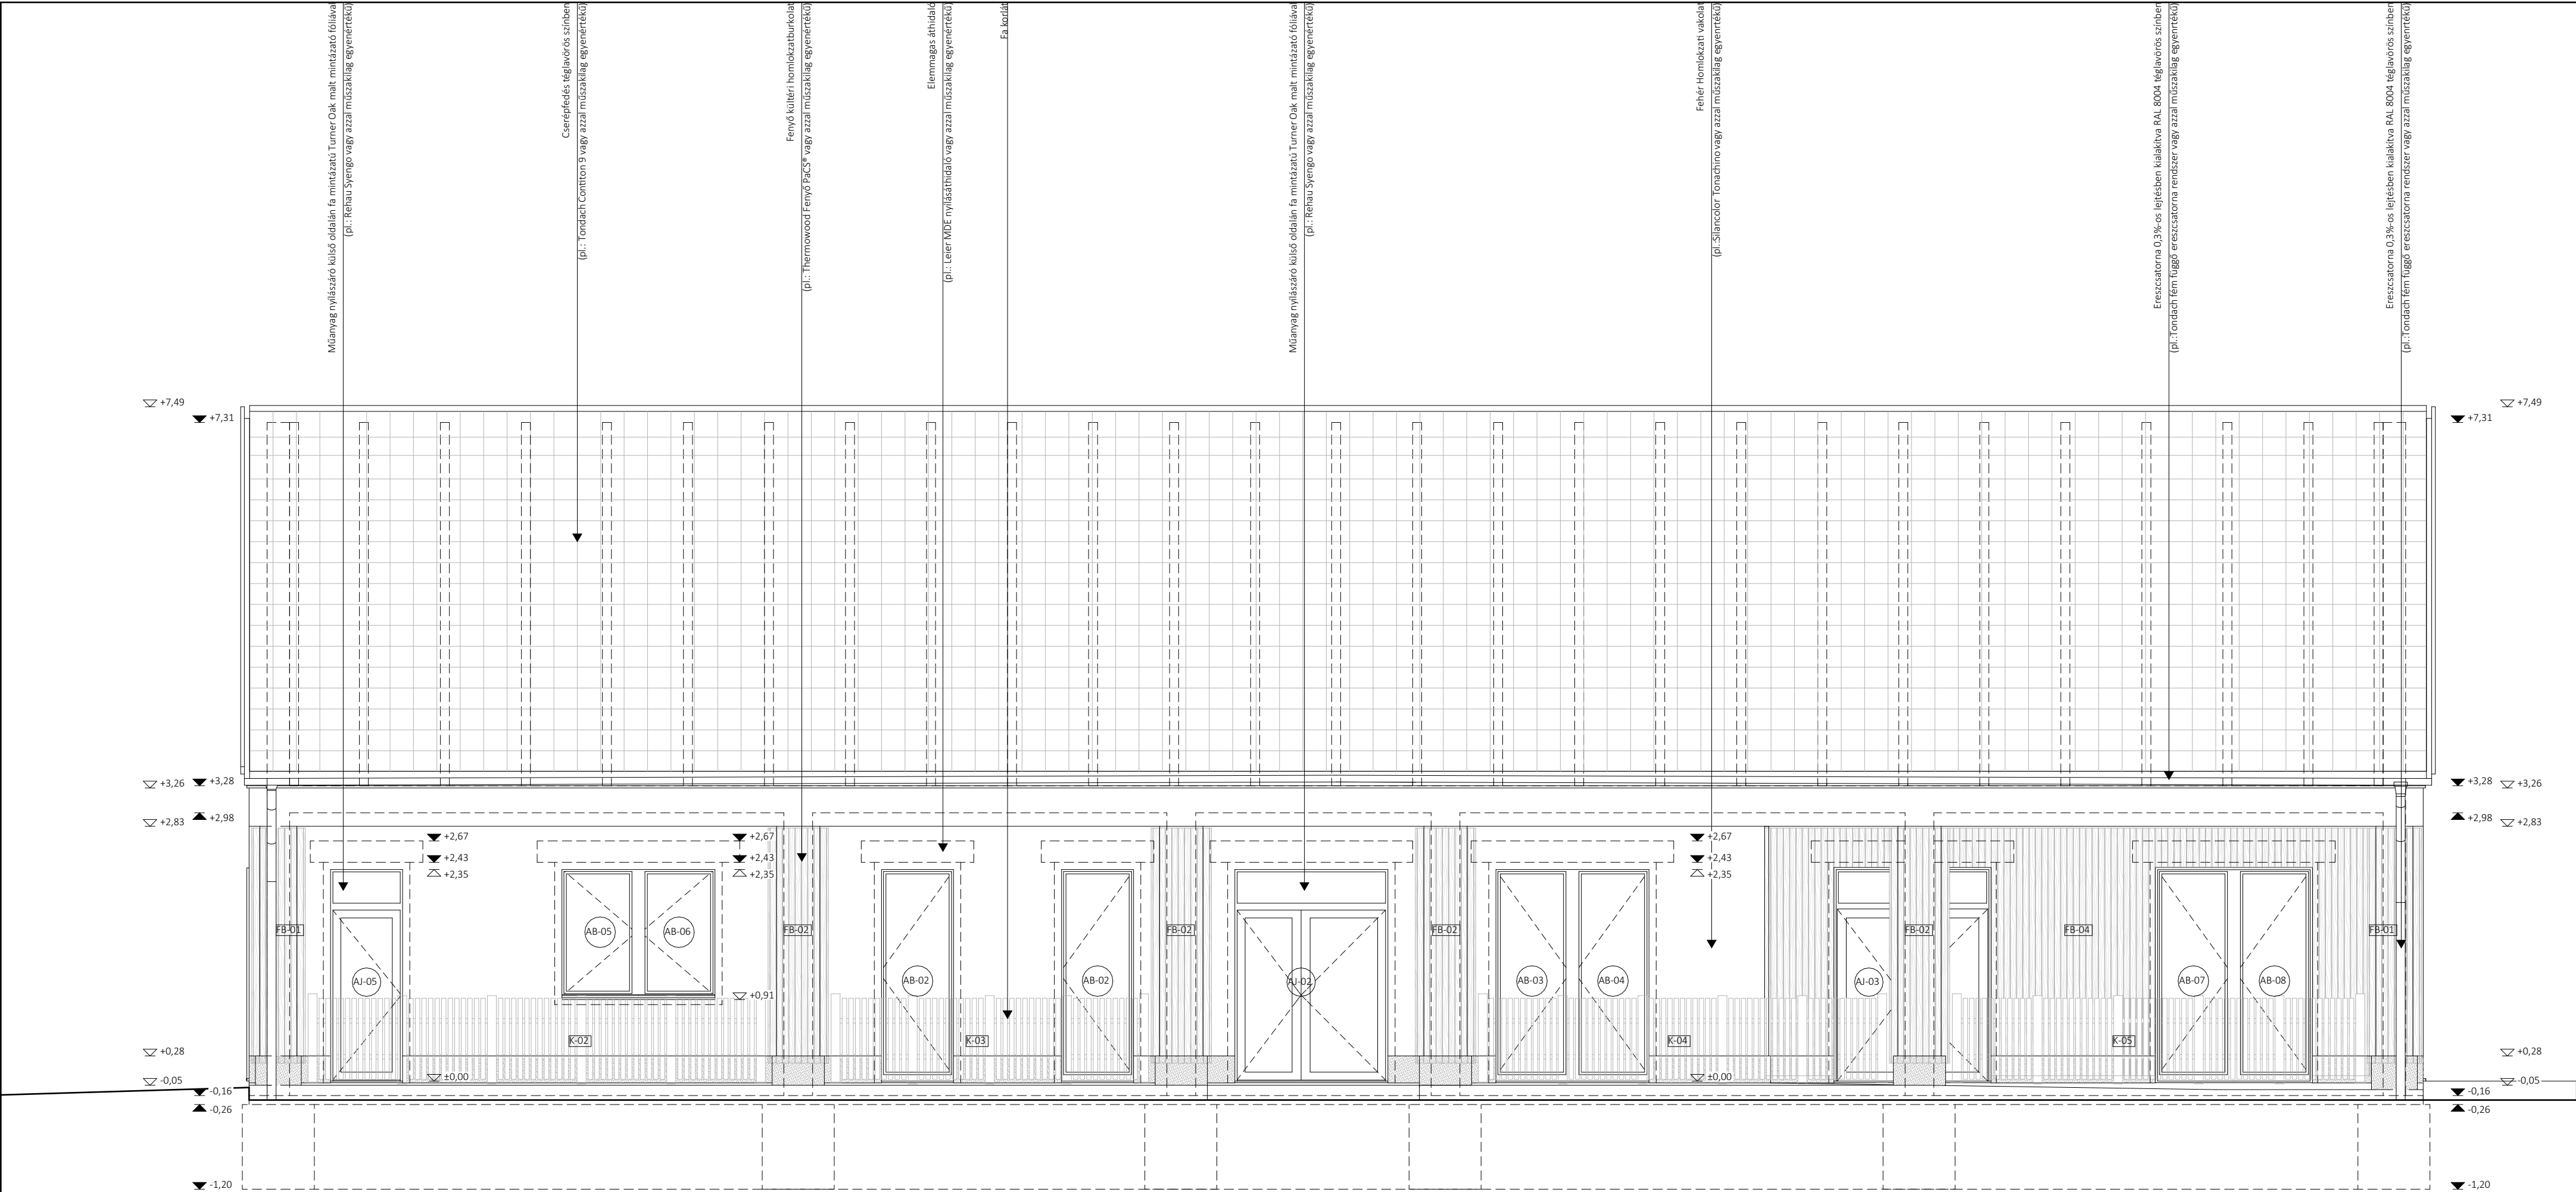 Műanyag nyílászáró külső oldalán fa mintázatú Turner Oak malt mintázató fóliával
(pl.: Rehau Syengo vagy azzal műszakilag egyenértékű)
Cserépfedés téglavörös színben
(pl.: Tondach Contiton 9 vagy azzal műszakilag egyenértékű)
Fenyő kültéri homlokzatburkolat
(pl.: Thermowood Fenyő PaCS® vagy azzal műszakilag egyenértékű)
Elemmagas áthidaló
(pl.: Leier MDE nyílásáthidaló vagy azzal műszakilag egyenértékű)
Fa korlát
Műanyag nyílászáró külső oldalán fa mintázatú Turner Oak malt mintázató fóliával
(pl.: Rehau Syengo vagy azzal műszakilag egyenértékű)
Fehér Homlokzati vakolat
(pl.:Silancolor Tonachino vagy azzal műszakilag egyenértékű)
Ereszcsatorna 0,3%-os lejtésben kialakítva RAL 8004 téglavörös színben
(pl.:Tondach fém függő ereszcsatorna rendszer vagy azzal műszakilag egyenértékű)
Ereszcsatorna 0,3%-os lejtésben kialakítva RAL 8004 téglavörös színben
(pl.:Tondach fém függő ereszcsatorna rendszer vagy azzal műszakilag egyenértékű)
+7,49
+7,31
+7,31
+7,49
+3,26
+3,28
+3,28
+3,26
+2,83
+2,98
+2,98
+2,83
+2,67
+2,43
+2,35
+2,67
+2,43
+2,35
+2,67
+2,43
+2,35
FB-01
AB-05
AB-06
FB-02
FB-02
FB-02
FB-02
FB-04
FB-01
AJ-05
AB-02
AB-02
AJ-02
AB-03
AB-04
AJ-03
AB-07
AB-08
+0,91
K-02
K-03
K-04
K-05
+0,28
+0,28
±0,00
±0,00
-0,05
-0,05
-0,16
-0,16
-0,26
-0,26
-1,20
-1,20